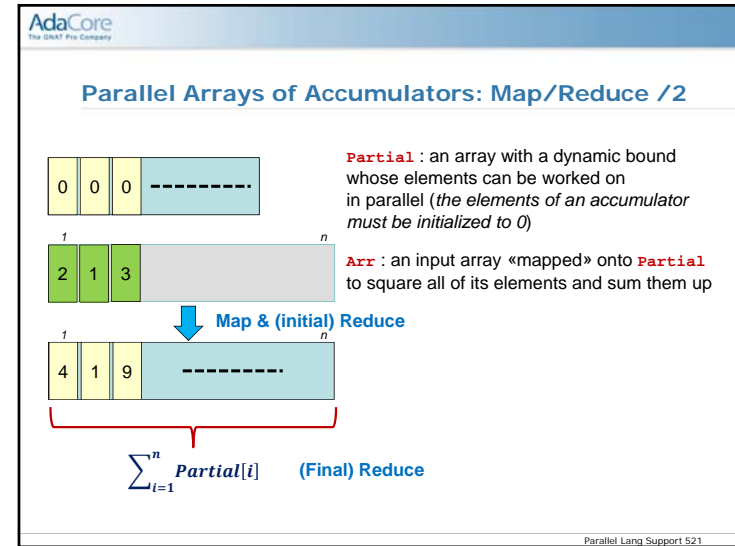 AdaCore
The GNAT Pro Company
Parallel Arrays of Accumulators: Map/Reduce /2
0 0 0
Partial : an array with a dynamic bound
whose elements can be worked on
in parallel (the elements of an accumulator
must be initialized to 0)
1 n
2 1 3
Arr : an input array «mapped» onto Partial
to square all of its elements and sum them up
Map & (initial) Reduce
1 n
4 1 9
∑ⁿᵢ₌₁ Partial[i] (Final) Reduce
Parallel Lang Support 521